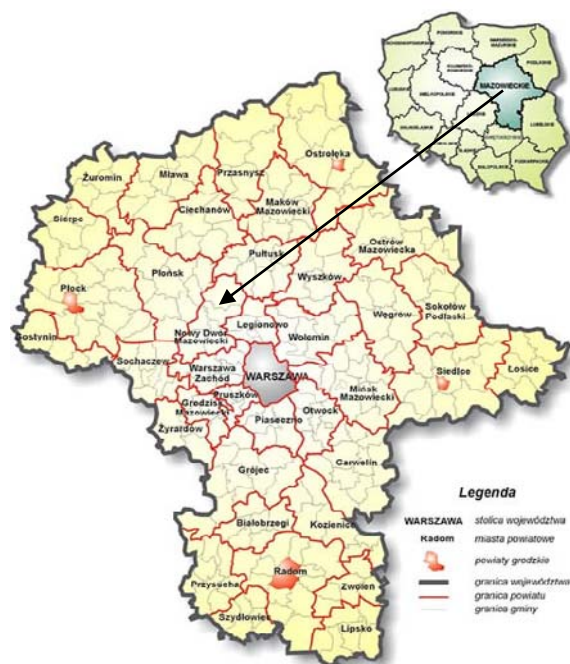 POMORSKIE
MAZOWIECKIE
Ostrołęka
Przasnysz
Mława
Żuromin
Ciechanów
Maków
Mazowiecki
Sierpc
Pułtusk
Ostrów
Mazowiecka
Płońsk
Wyszków
Płock
Sokołów
Podlaski
Węgrów
Legionowo
Nowy Dwór
Mazowiecki
Wołomin
Gostynin
Sochaczew
Warszawa
Zachód
WARSZAWA
Siedlce
Łosice
Mińsk
Mazowiecki
Pruszków
Grodzisk
Mazowiecki
Otwock
Piaseczno
Żyrardów
Garwolin
Grójec
Białobrzegi
Kozienice
Radom
Przysucha
Zwoleń
Szydłowiec
Lipsko
Legenda
WARSZAWA stolica województwa
Radom miasta powiatowe
powiaty grodzkie
granica województwa
granica powiatu
granica gminy